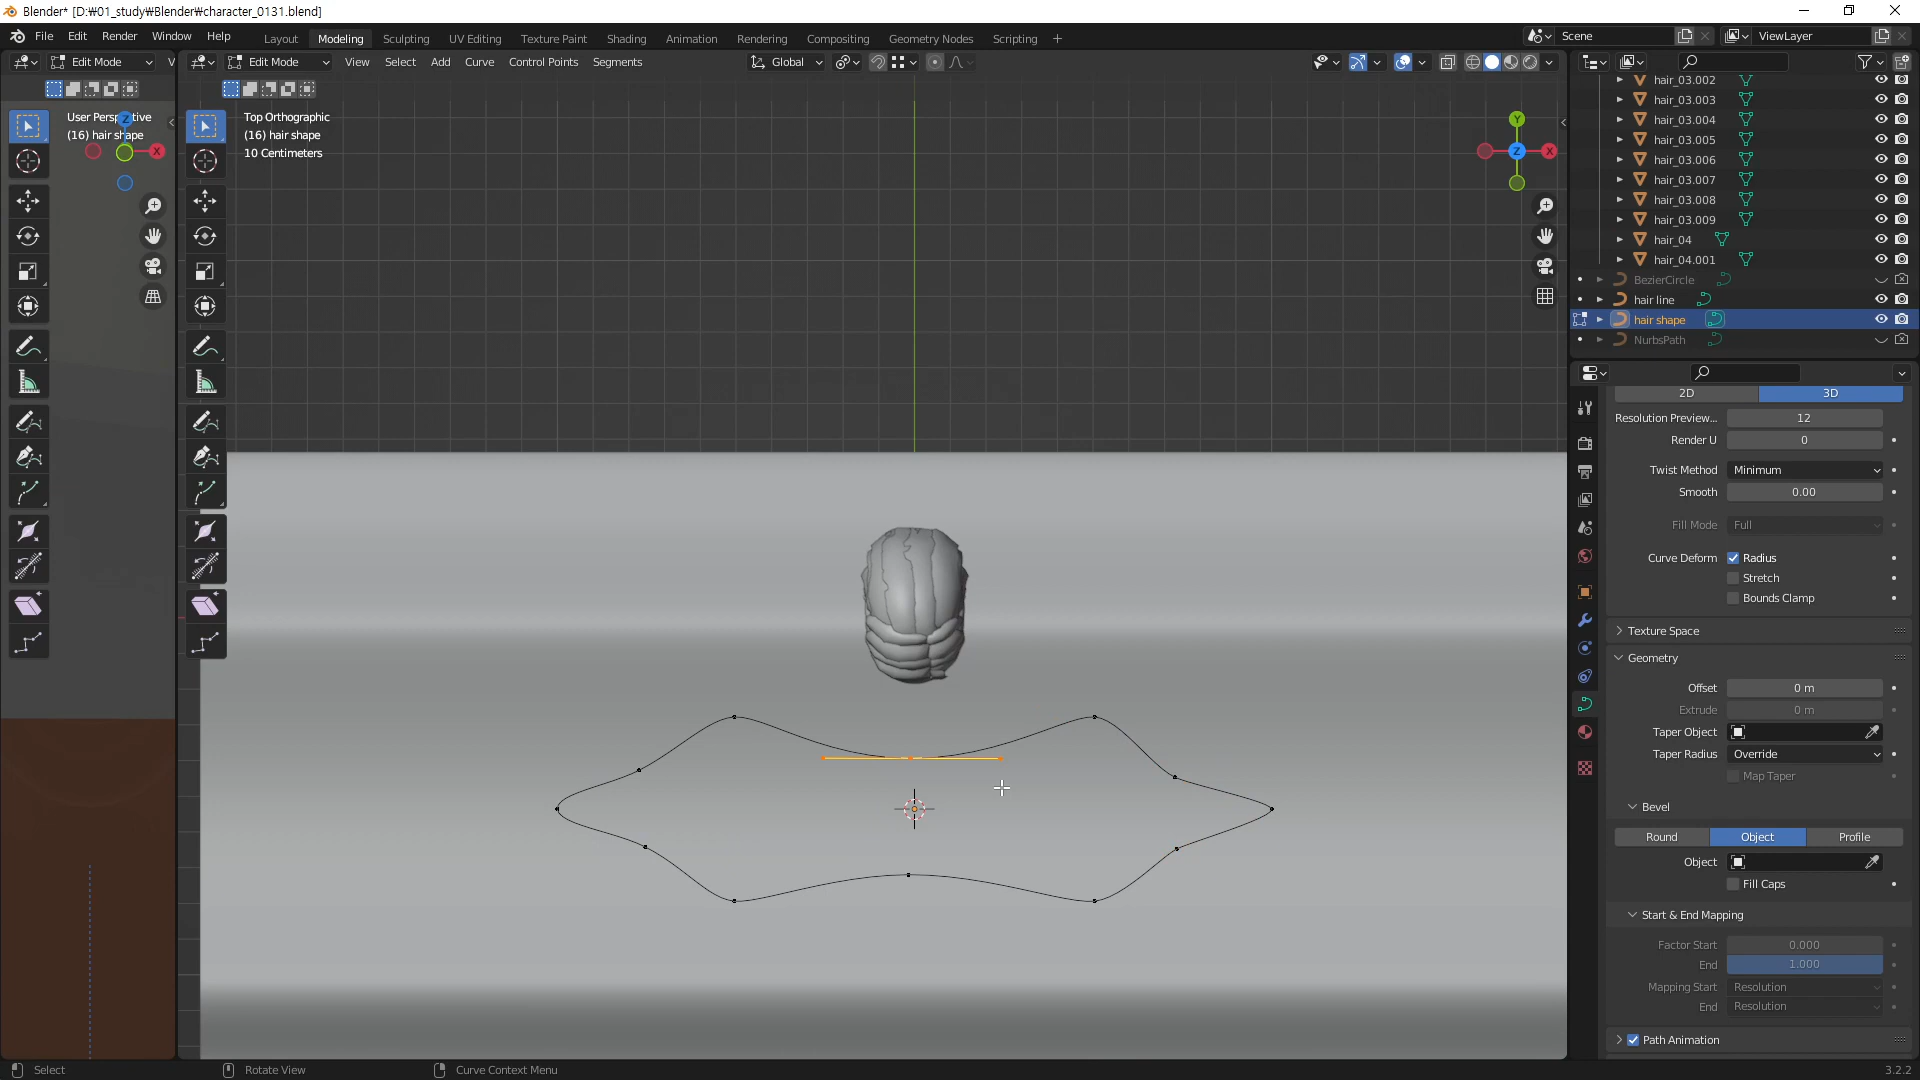 Blender* [D:₩01_study₩Blender₩character_0131.blend]
File Edit Render Window Help
Layout Modeling Sculpting UV Editing Texture Paint Shading Animation Rendering Compositing Geometry Nodes Scripting +
Scene
ViewLayer
Edit Mode
V
Edit Mode View Select Add Curve Control Points Segments
Global
User Perspective
(16) hair shape
Z
X
Top Orthographic
(16) hair shape
10 Centimeters
Y
Z
X
hair_03.002
hair_03.003
hair_03.004
hair_03.005
hair_03.006
hair_03.007
hair_03.008
hair_03.009
hair_04
hair_04.001
BezierCircle
hair line
hair shape
NurbsPath
2D 3D
Resolution Preview... 12
Render U 0
Twist Method Minimum
Smooth 0.00
Fill Mode Full
Curve Deform Radius
Stretch
Bounds Clamp
Texture Space
Geometry
Offset 0 m
Extrude 0 m
Taper Object
Taper Radius Override
Map Taper
Bevel
Round Object Profile
Object
Fill Caps
Start & End Mapping
Factor Start 0.000
End 1.000
Mapping Start Resolution
End Resolution
Path Animation
Select Rotate View Curve Context Menu
3.2.2